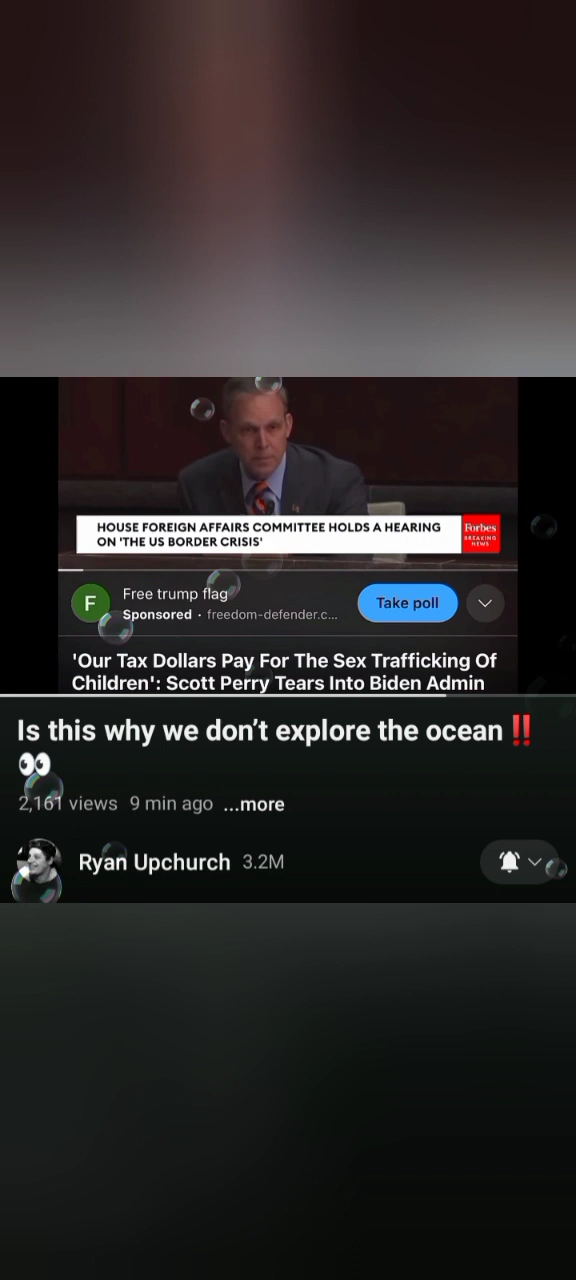 HOUSE FOREIGN AFFAIRS COMMITTEE HOLDS A HEARING
ON 'THE US BORDER CRISIS'
Forbes
BREAKING
NEWS
F
Free trump flag
Sponsored · freedom-defender.c...
Take poll
'Our Tax Dollars Pay For The Sex Trafficking Of
Children': Scott Perry Tears Into Biden Admin
Is this why we don’t explore the ocean ‼️
👀
2,161 views 9 min ago ...more
Ryan Upchurch 3.2M